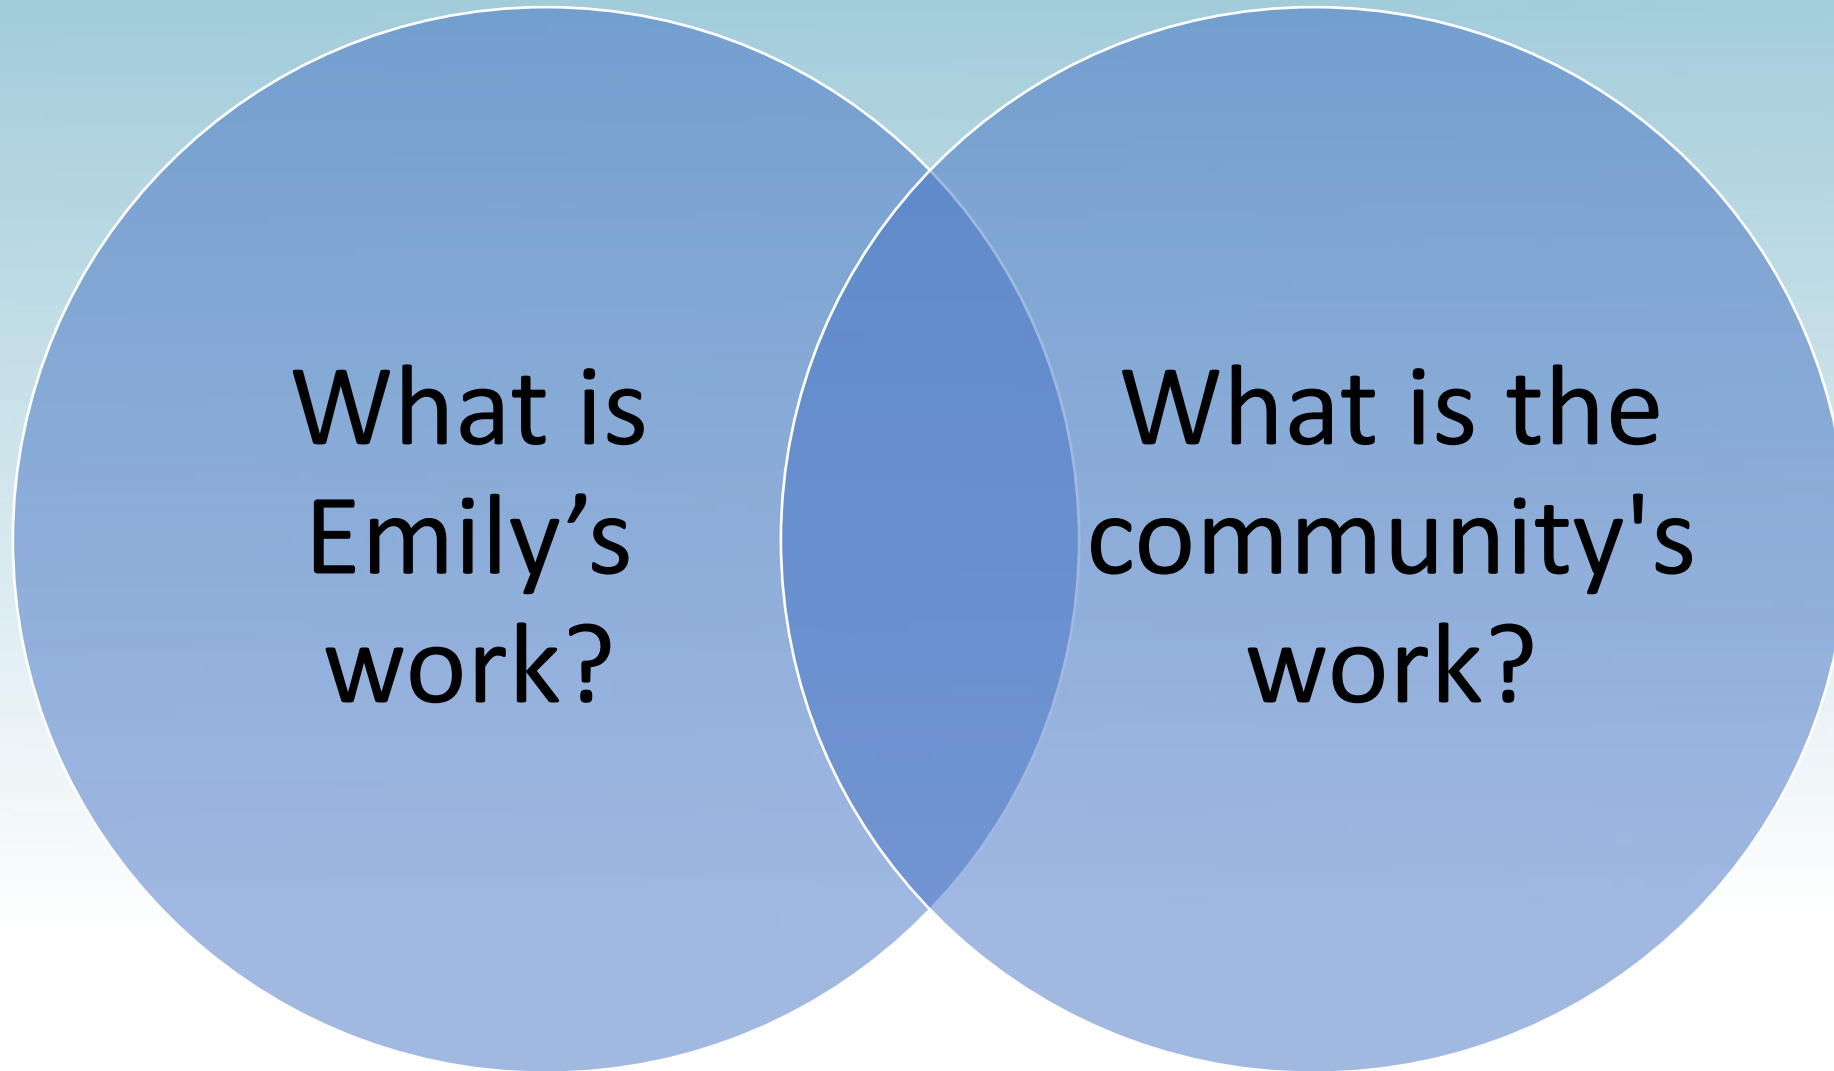 What is
Emily’s
work?
What is the
community's
work?